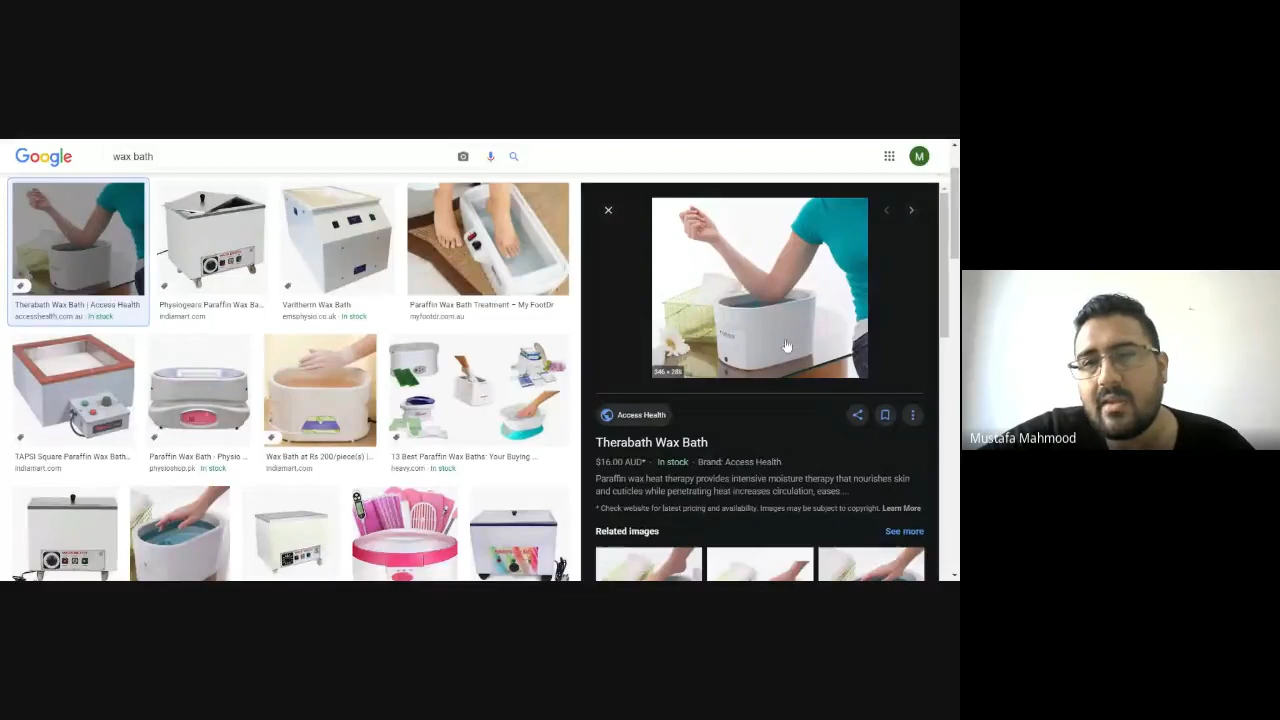 Google
wax bath
M
Therabath Wax Bath | Access Health
accesshealth.com.au · In stock
Physiogears Paraffin Wax Ba...
indiamart.com
Varitherm Wax Bath
emsphysio.co.uk · In stock
Paraffin Wax Bath Treatment – My FootDr
myfootdr.com.au
TAPSI Square Paraffin Wax Bath...
indiamart.com
Paraffin Wax Bath - Physio ...
physioshop.pk · In stock
Wax Bath at Rs 200/piece(s) |...
indiamart.com
13 Best Paraffin Wax Baths: Your Buying ...
heavy.com · In stock
Access Health
Therabath Wax Bath
$16.00 AUD* · In stock · Brand: Access Health
Paraffin wax heat therapy provides intensive moisture therapy that nourishes skin
and cuticles while penetrating heat increases circulation, eases....
* Check website for latest pricing and availability. Images may be subject to copyright. Learn More
Related images
See more
Mustafa Mahmood